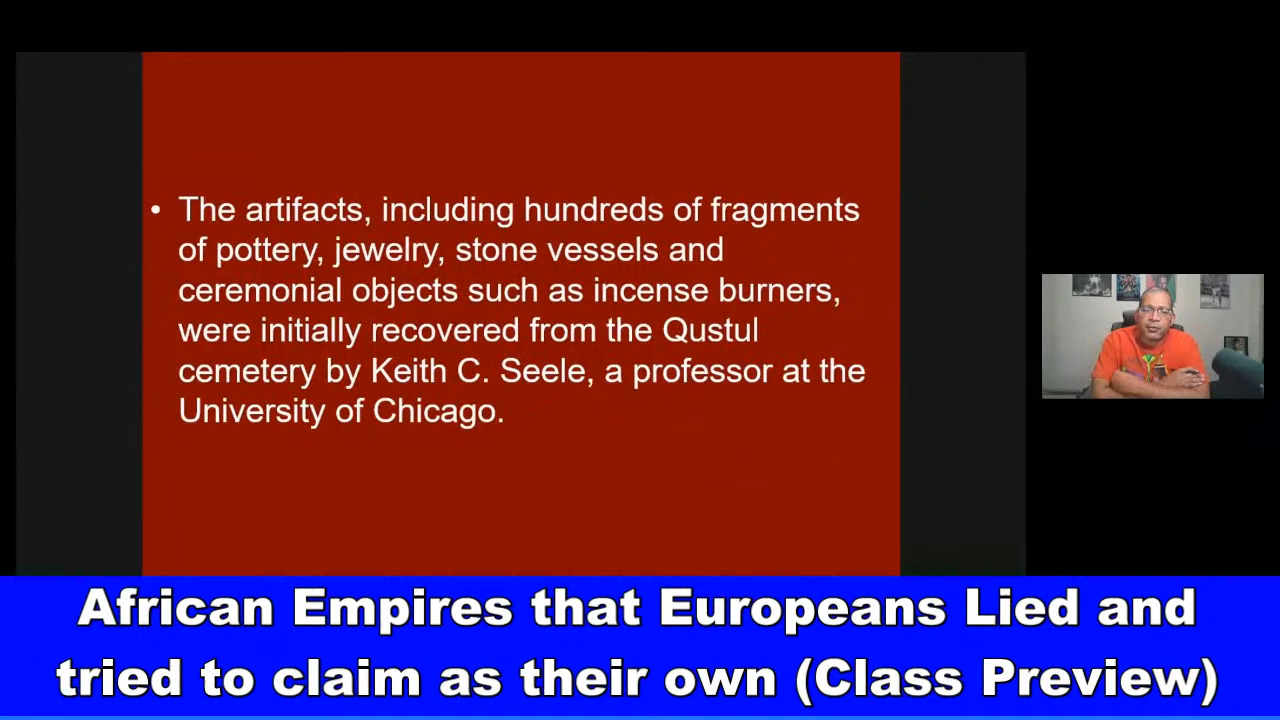 • The artifacts, including hundreds of fragments
of pottery, jewelry, stone vessels and
ceremonial objects such as incense burners,
were initially recovered from the Qustul
cemetery by Keith C. Seele, a professor at the
University of Chicago.
African Empires that Europeans Lied and
tried to claim as their own (Class Preview)